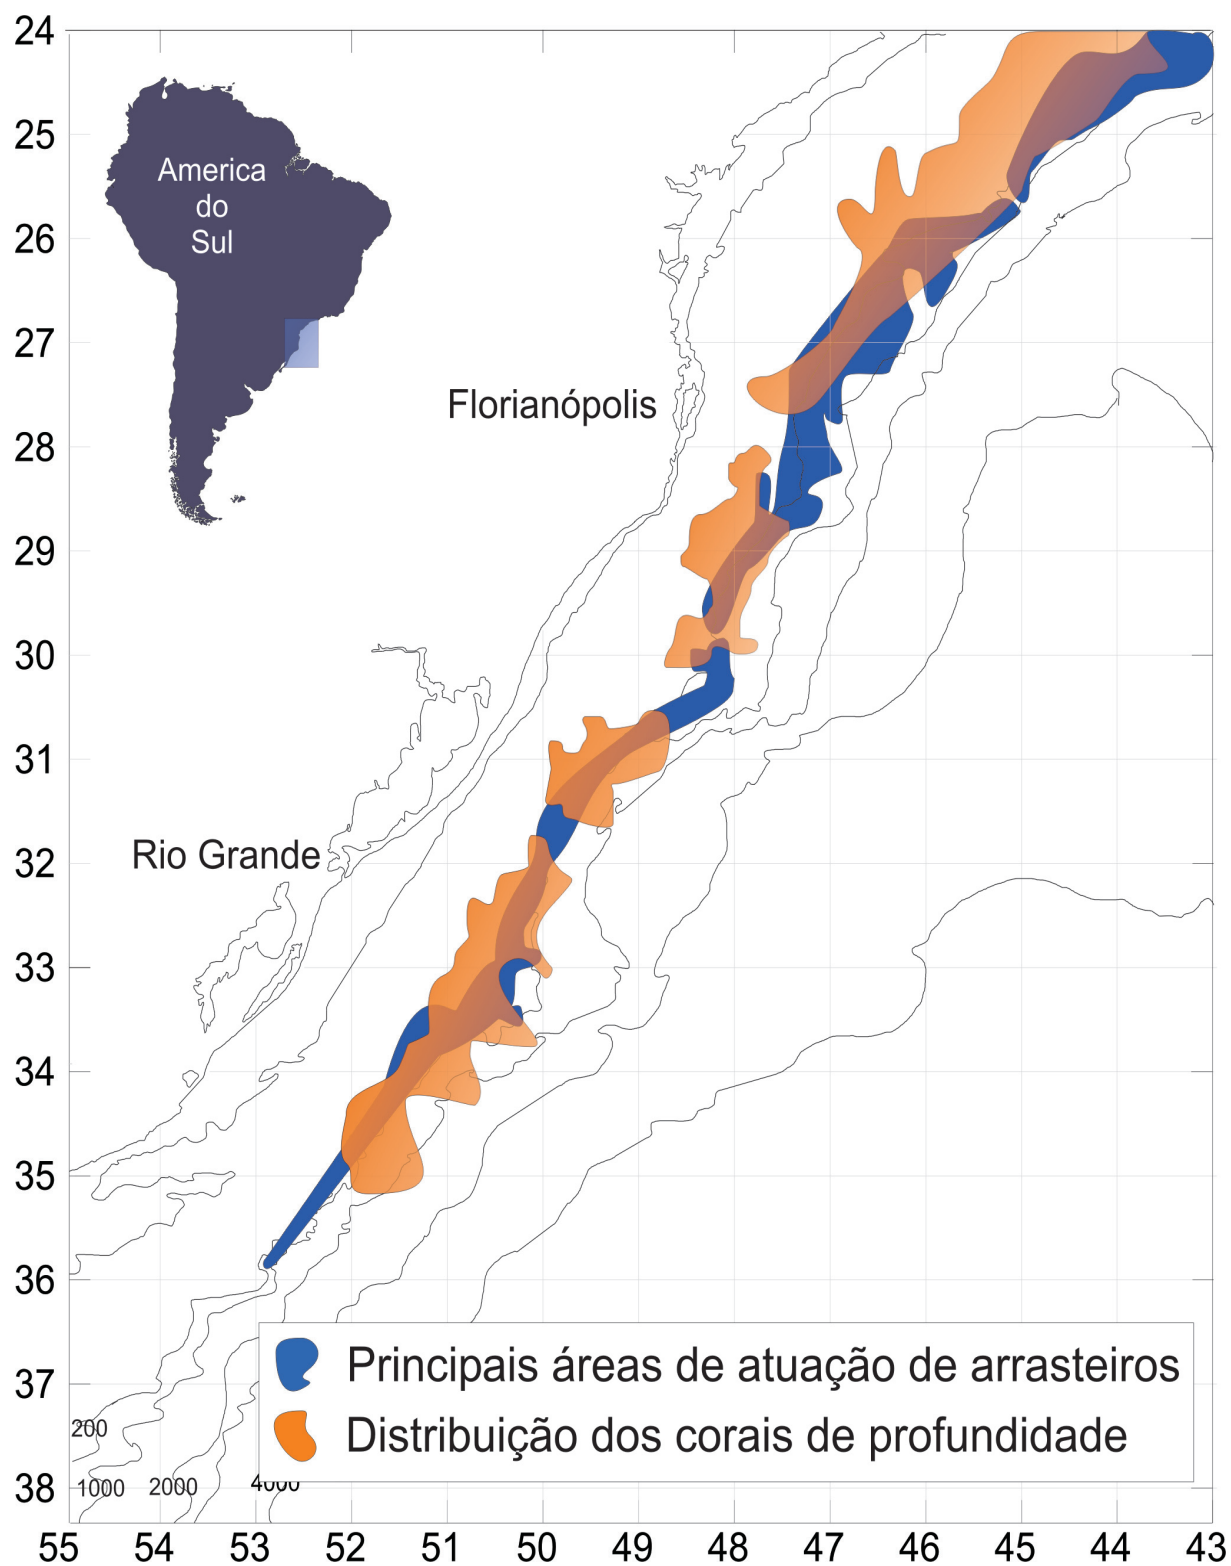 24
25
26
27
28
29
30
31
32
33
34
35
36
37
38
America
do
Sul
Florianópolis
Rio Grande
Principais áreas de atuação de arrasteiros
Distribuição dos corais de profundidade
200
1000 2000 4000
55 54 53 52 51 50 49 48 47 46 45 44 43